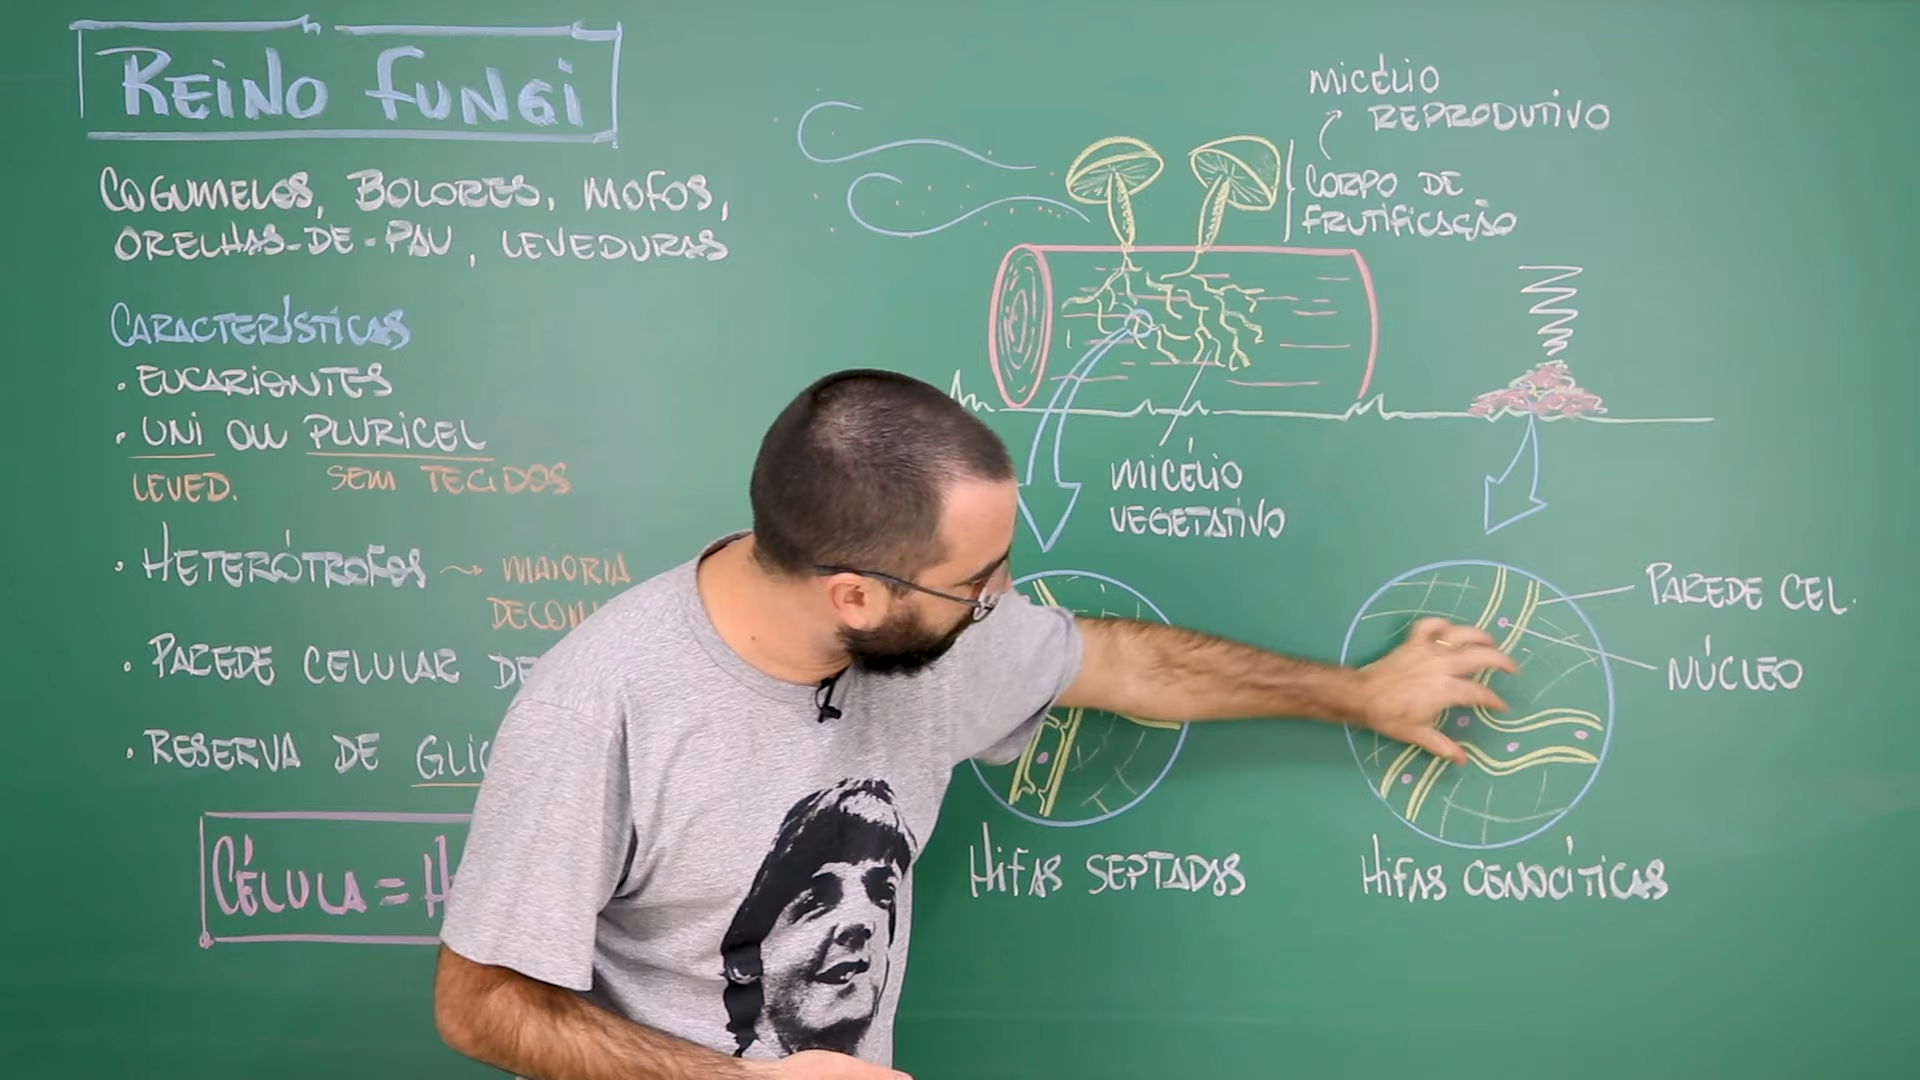 REINO FUNGI
COGUMELOS, BOLORES, MOFOS,
ORELHAS-DE-PAU, LEVEDURAS
CARACTERÍSTICAS
• EUCARIONTES
• UNI OU PLURICEL
LEVED. SEM TECIDOS
• HETERÓTROFOS → MAIORIA
DECOM
• PAREDE CELULAR DE
• RESERVA DE GLIC
CÉLULA = H
MICÉLIO
REPRODUTIVO
CORPO DE
FRUTIFICAÇÃO
MICÉLIO
VEGETATIVO
PAREDE CEL.
NÚCLEO
HIFAS SEPTADAS
HIFAS CENOCÍTICAS